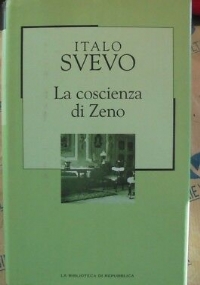 ITALO
SVEVO
La coscienza
di Zeno
LA BIBLIOTECA DI REPUBBLICA